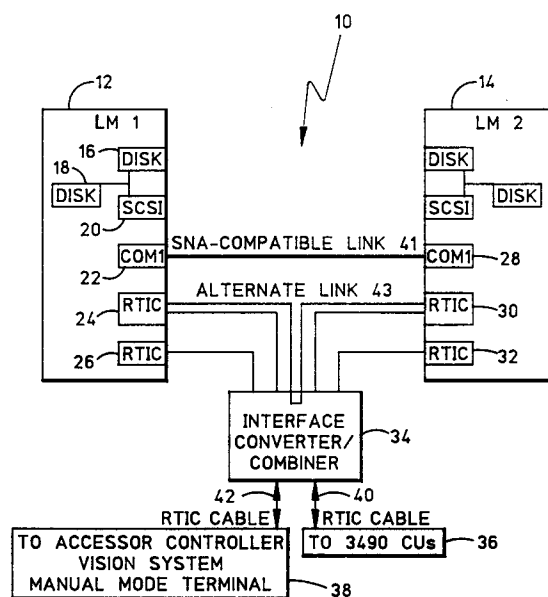 10
12
14
LM 1
LM 2
16
DISK
DISK
18
DISK
DISK
SCSI
SCSI
20
SNA-COMPATIBLE LINK 41
COM1
COM1
22
28
ALTERNATE LINK 43
RTIC
RTIC
24
30
RTIC
RTIC
26
32
INTERFACE
CONVERTER/
COMBINER
34
42
40
RTIC CABLE
RTIC CABLE
TO ACCESSOR CONTROLLER
VISION SYSTEM
MANUAL MODE TERMINAL
TO 3490 CUs
36
38